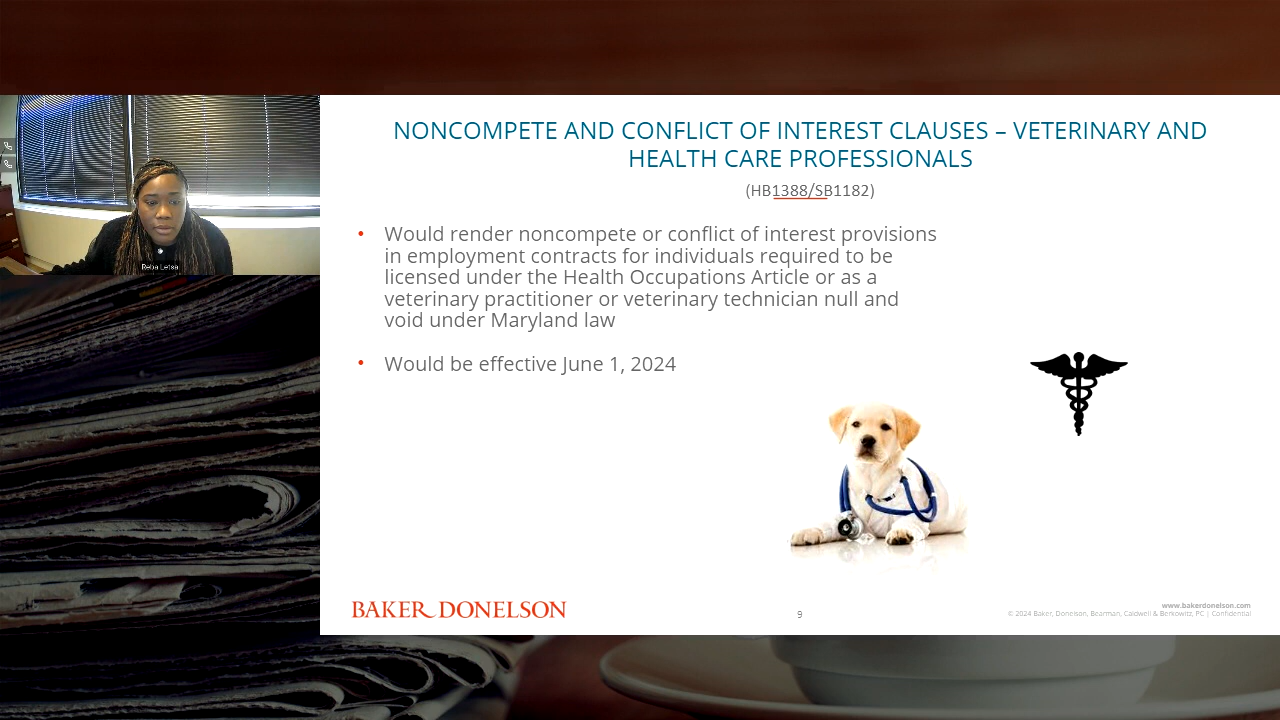 NONCOMPETE AND CONFLICT OF INTEREST CLAUSES – VETERINARY AND
HEALTH CARE PROFESSIONALS
(HB1388/SB1182)
• Would render noncompete or conflict of interest provisions
in employment contracts for individuals required to be
licensed under the Health Occupations Article or as a
veterinary practitioner or veterinary technician null and
void under Maryland law
• Would be effective June 1, 2024
Reba Letsa
BAKER DONELSON
9
www.bakerdonelson.com
© 2024 Baker, Donelson, Bearman, Caldwell & Berkowitz, PC | Confidential